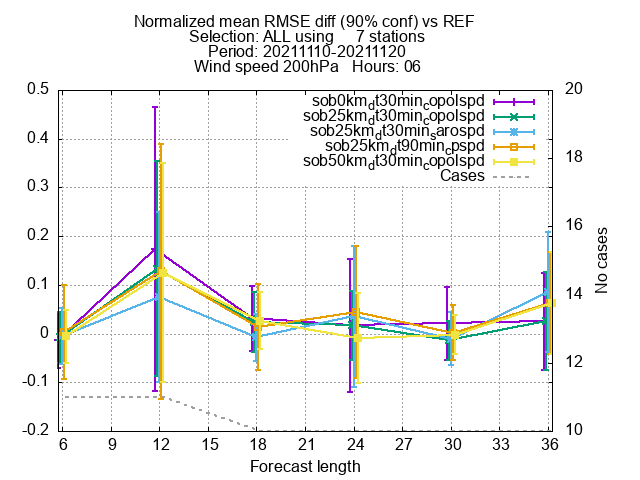 Normalized mean RMSE diff (90% conf) vs REF
Selection: ALL using 7 stations
Period: 20211110-20211120
Wind speed 200hPa Hours: 06
sob0km_dt30min_copolspd
sob25km_dt30min_copolspd
sob25km_dt30min_sarospd
sob25km_dt90min_cpspd
sob50km_dt30min_copolspd
Cases
0.5
0.4
0.3
0.2
0.1
0
-0.1
-0.2
20
18
16
14
12
10
No cases
6 9 12 15 18 21 24 27 30 33 36
Forecast length